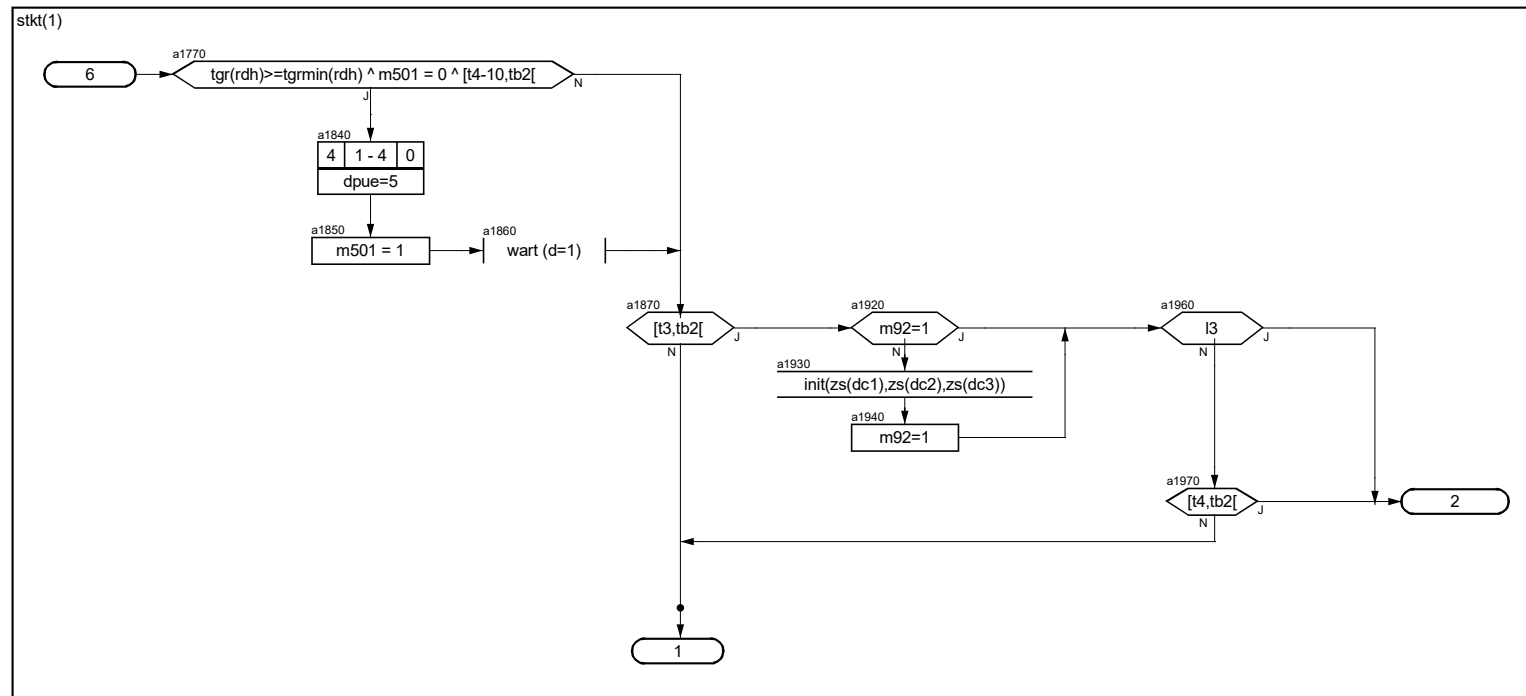 stkt(1)
a1770
6
tgr(rdh)>=tgrmin(rdh) ^ m501 = 0 ^ [t4-10,tb2[
N
J
a1840
4 1 - 4 0
dpue=5
a1850
m501 = 1
a1860
wart (d=1)
a1870
[t3,tb2[
J
N
a1920
m92=1
J
N
a1930
init(zs(dc1),zs(dc2),zs(dc3))
a1940
m92=1
a1960
l3
J
N
a1970
[t4,tb2[
J
N
2
1